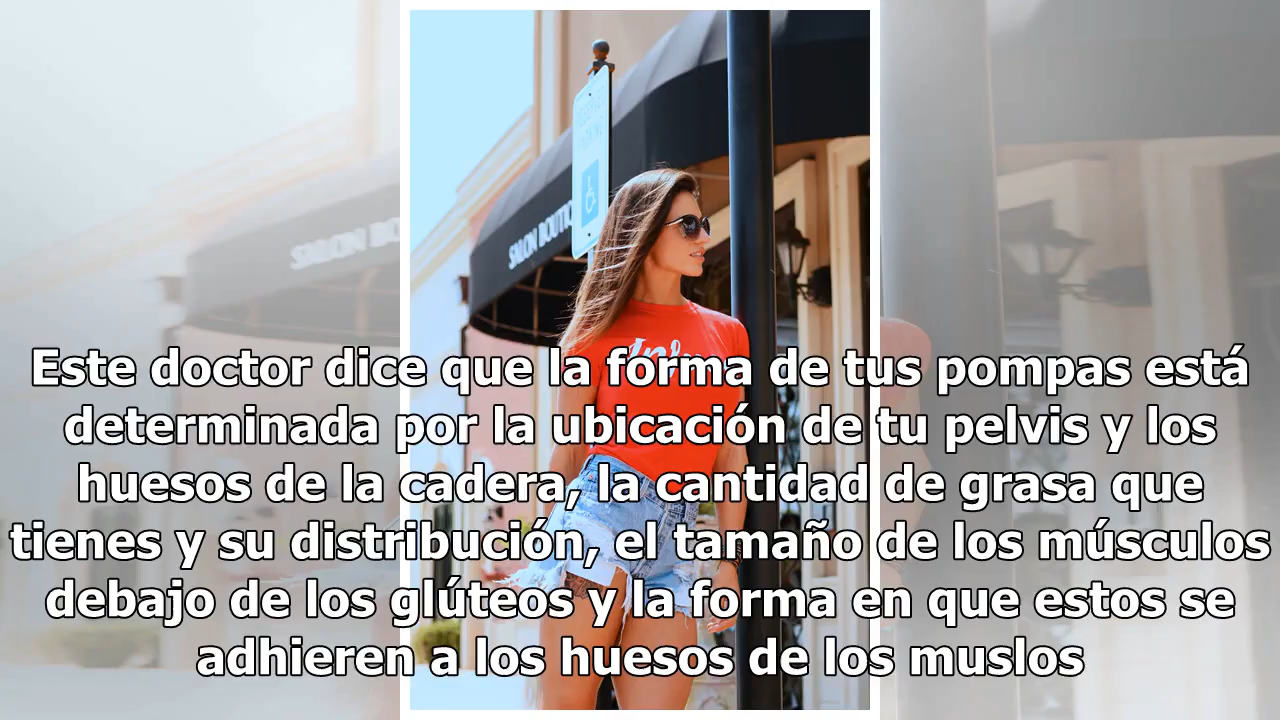 SALON BOUTIQ
Este doctor dice que la forma de tus pompas está
determinada por la ubicación de tu pelvis y los
huesos de la cadera, la cantidad de grasa que
tienes y su distribución, el tamaño de los músculos
debajo de los glúteos y la forma en que estos se
adhieren a los huesos de los muslos